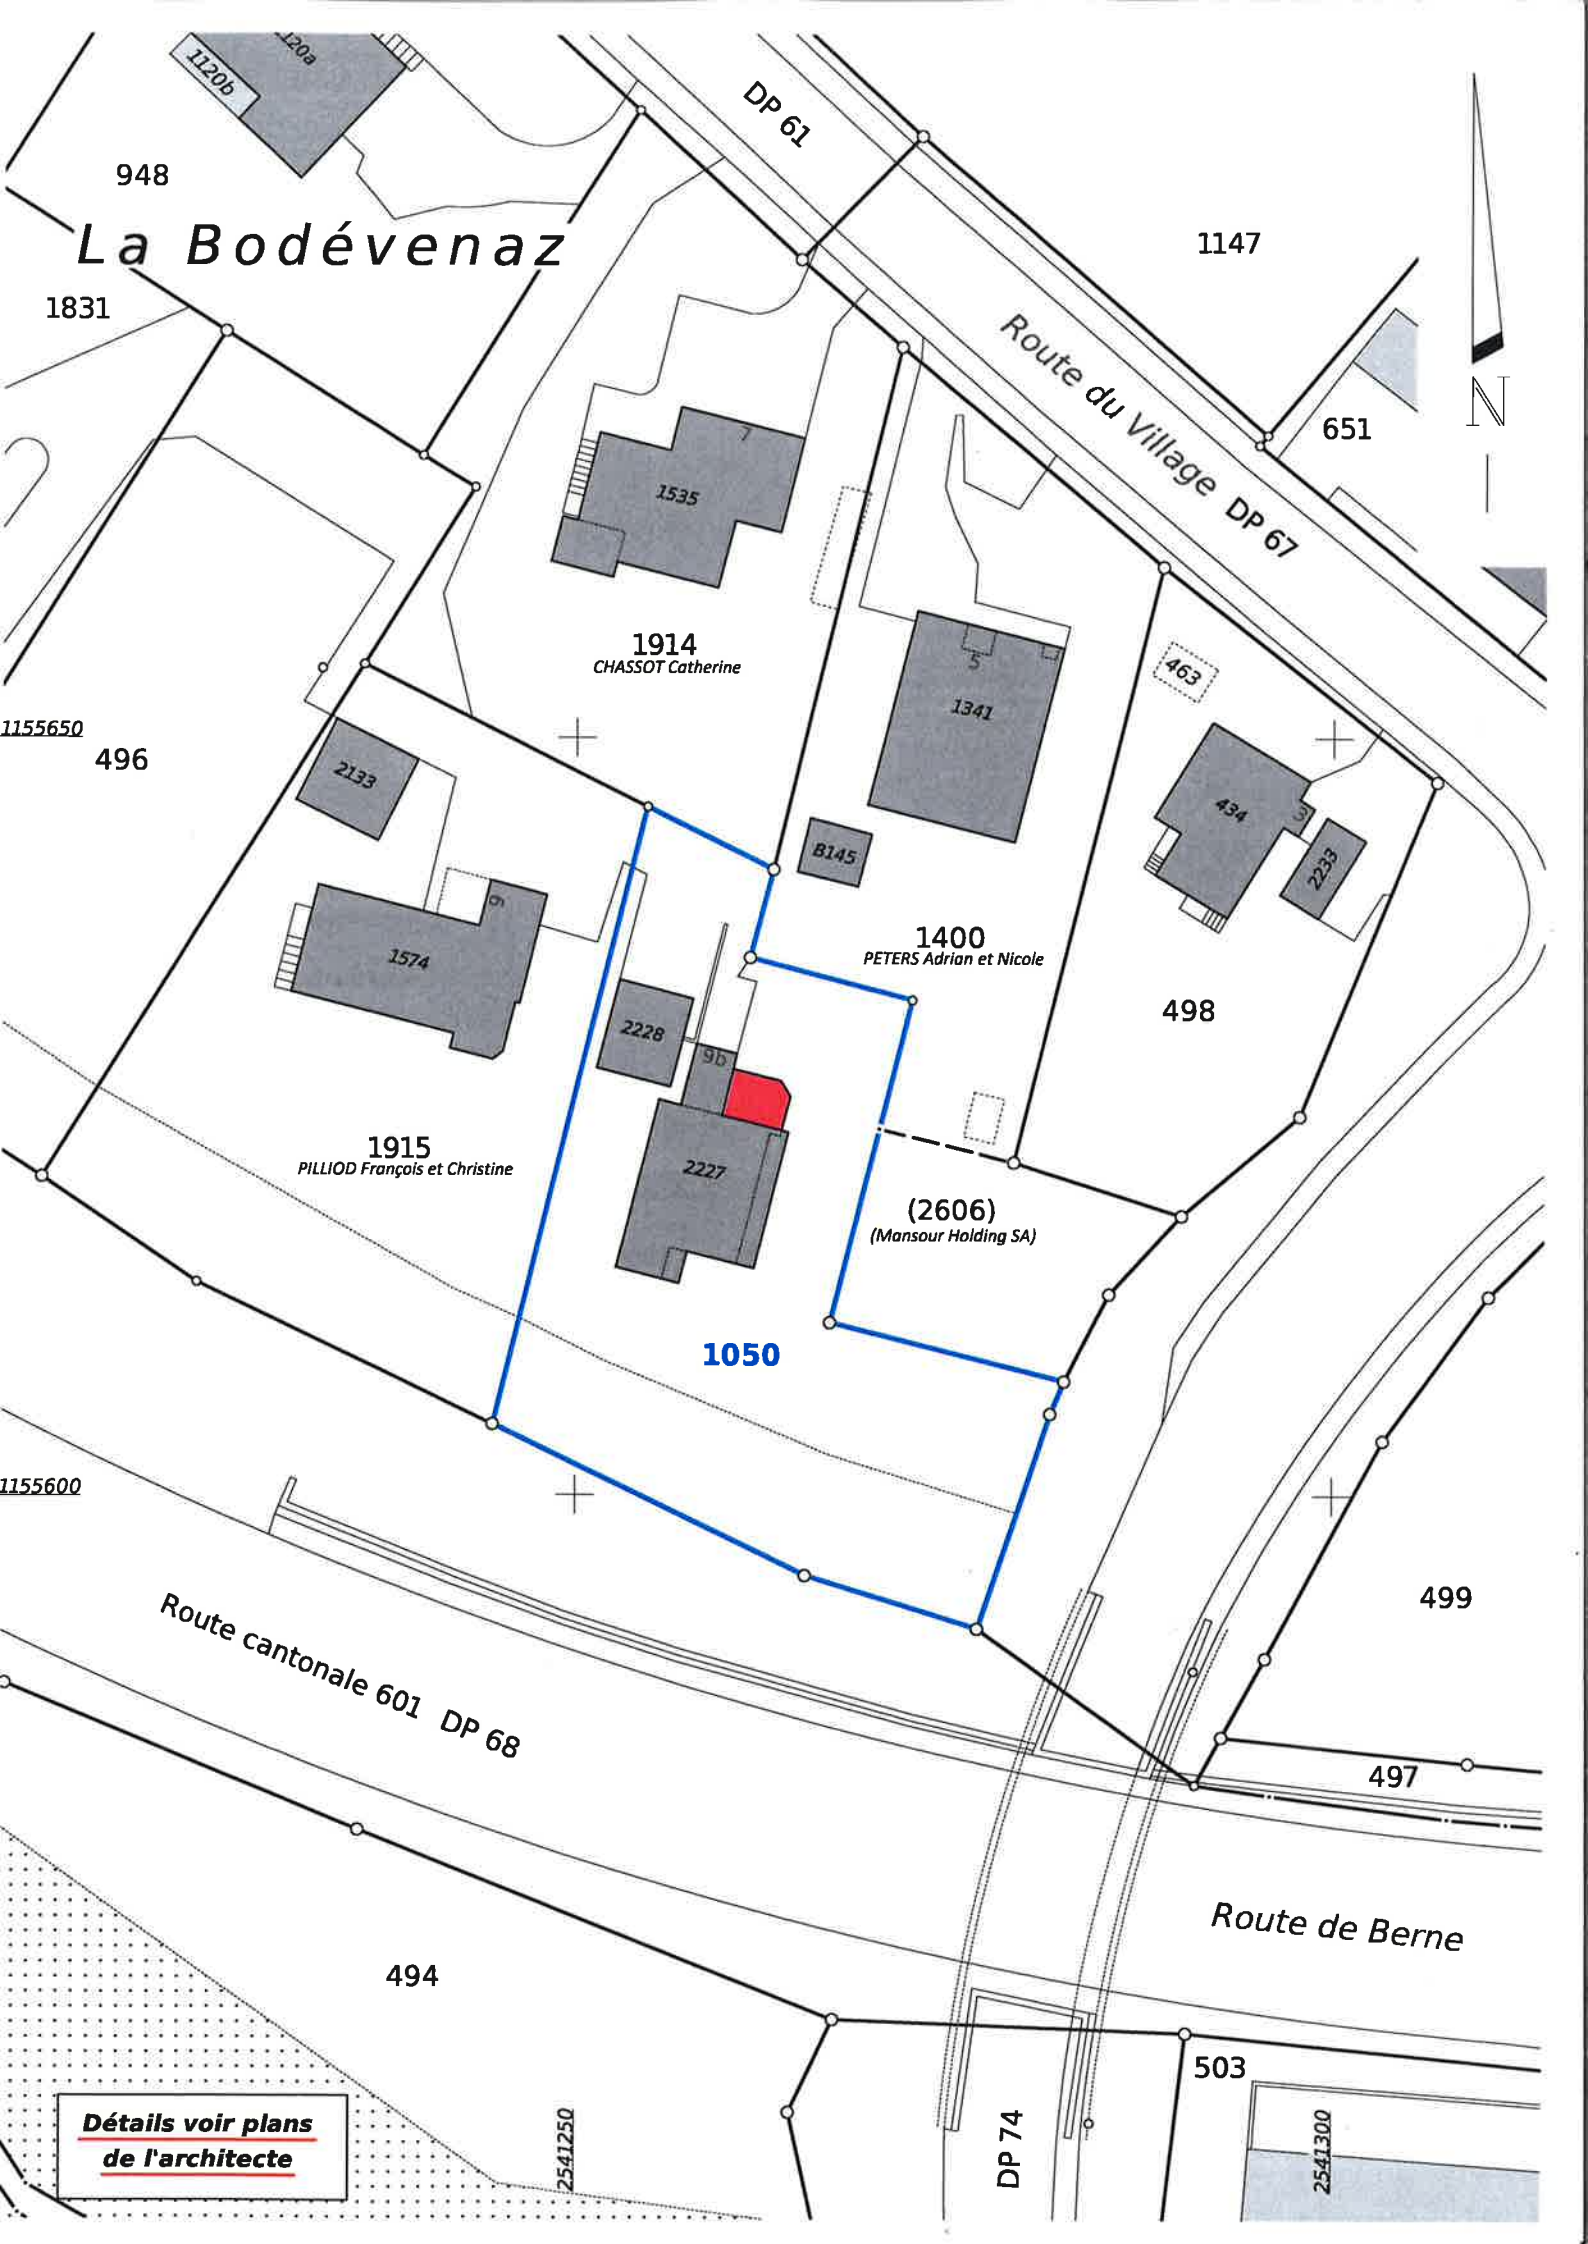 120a
1120b
DP 61
948
La Bodévenaz
1147
1831
Route du Village DP 67
N
651
7
1535
1914
CHASSOT Catherine
5
1341
463
1155650
496
2133
434
3
2233
B145
9
1574
1400
PETERS Adrian et Nicole
498
2228
9b
1915
PILLIOD François et Christine
2227
(2606)
(Mansour Holding SA)
1050
1155600
Route cantonale 601 DP 68
499
497
Route de Berne
494
503
Détails voir plans
de l'architecte
2541250
DP 74
2541300